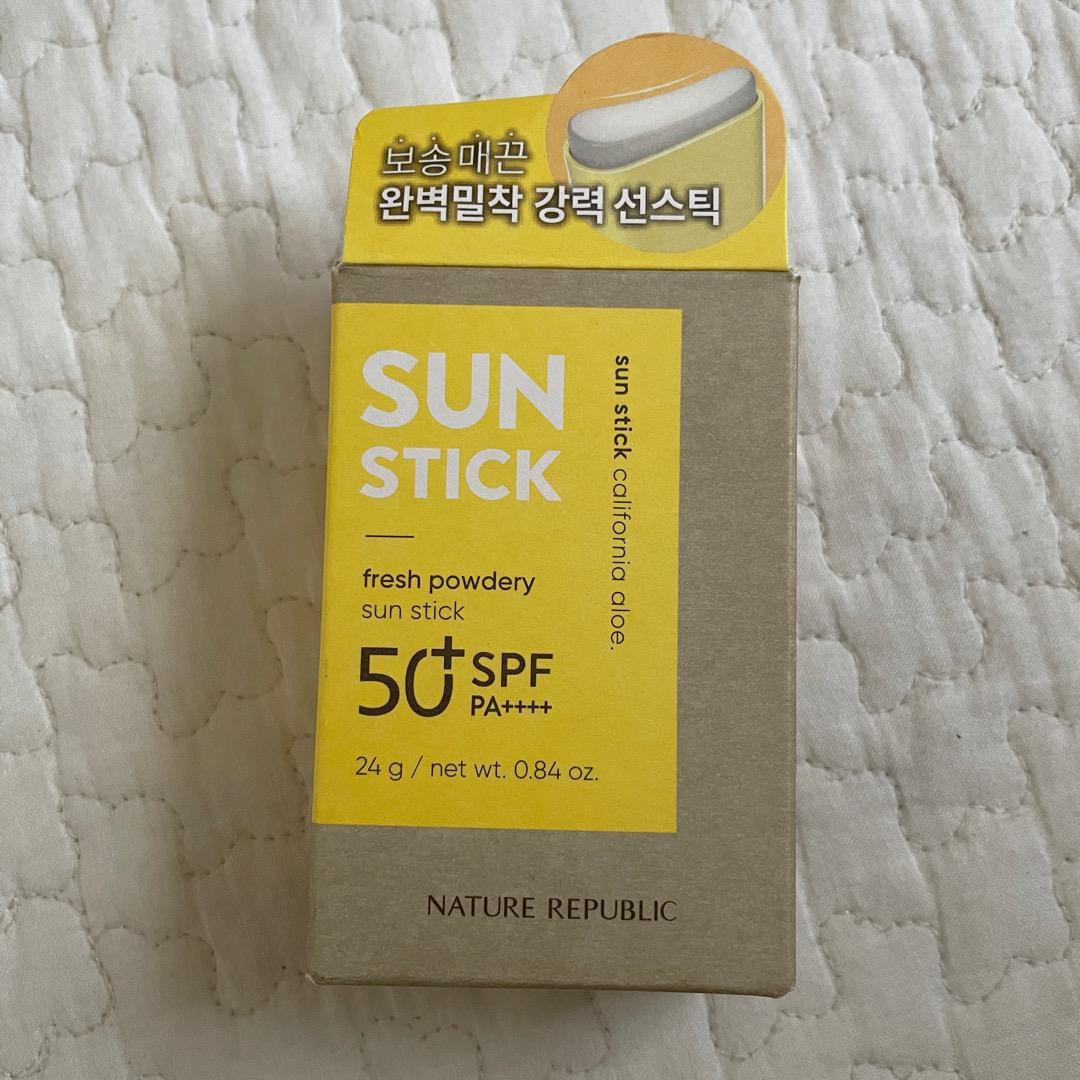 보송매끈
완벽밀착 강력 선스틱
SUN
STICK
sun stick california aloe.
fresh powdery
sun stick
50+ SPF
PA++++
24 g / net wt. 0.84 oz.
NATURE REPUBLIC